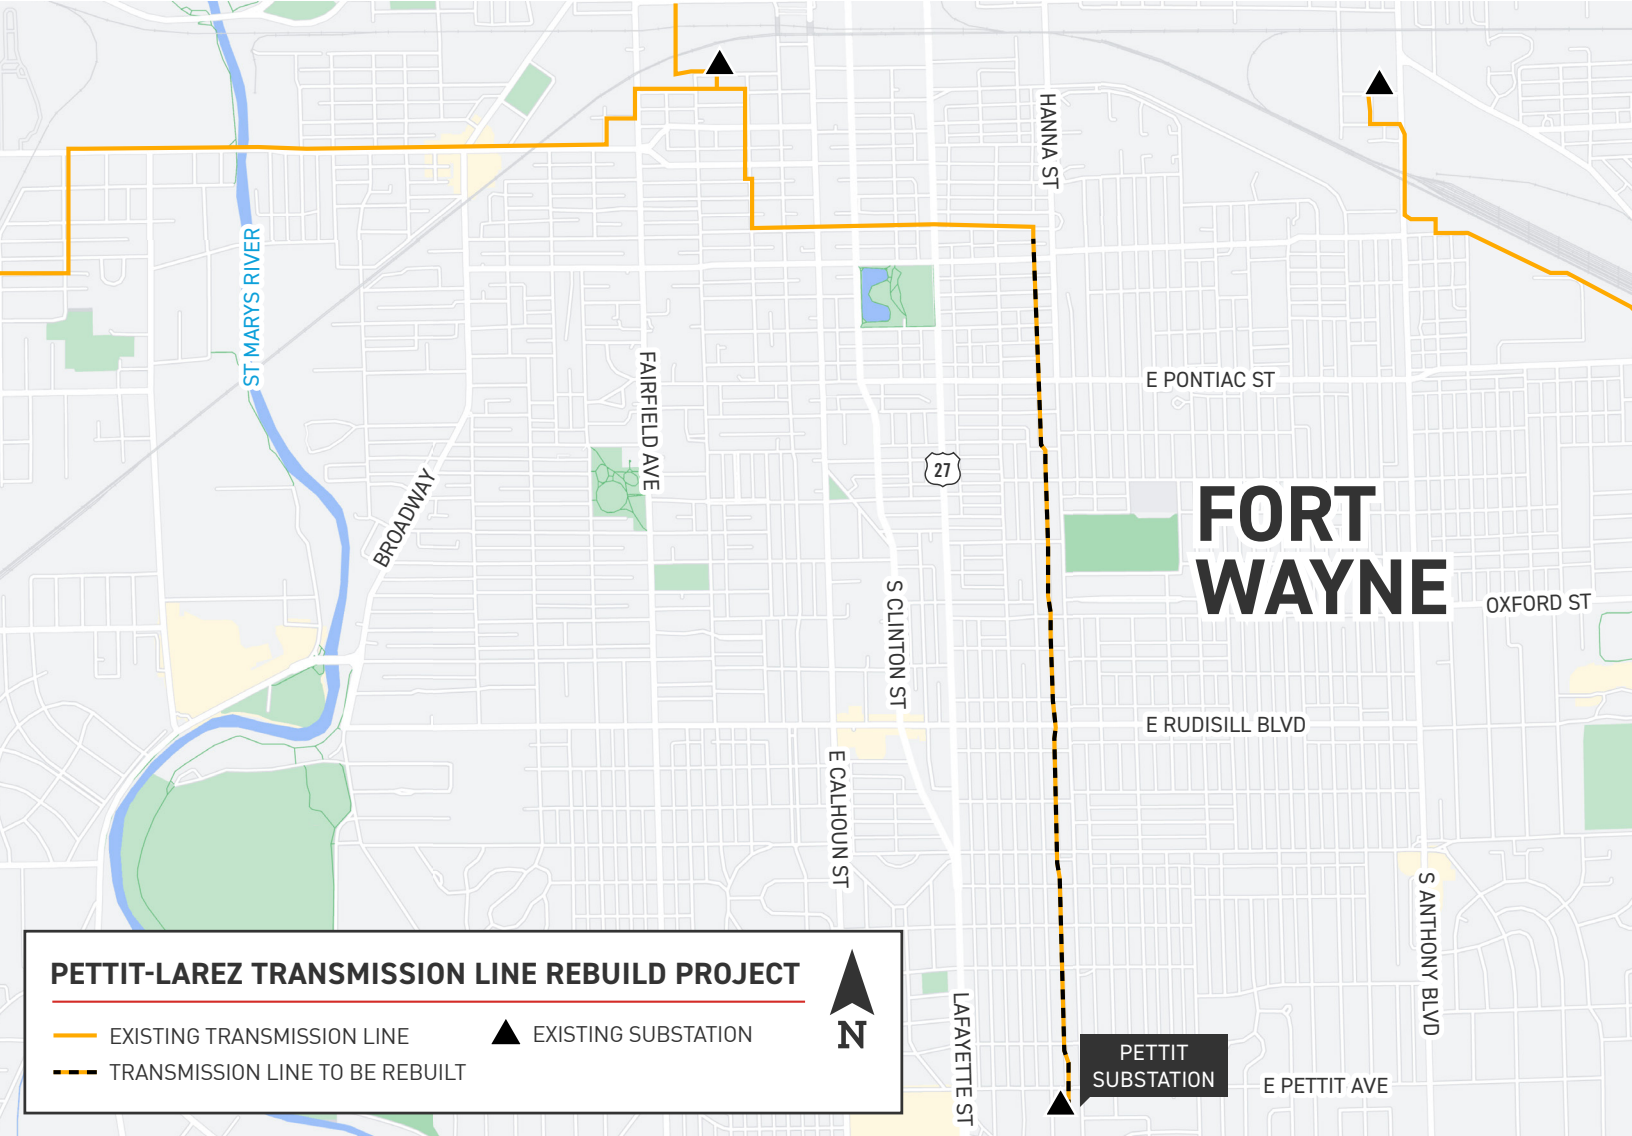 HANNA ST
ST MARYS RIVER
FAIRFIELD AVE
E PONTIAC ST
BROADWAY
27
FORT
WAYNE
OXFORD ST
S CLINTON ST
E RUDISILL BLVD
E CALHOUN ST
S ANTHONY BLVD
LAFAYETTE ST
PETTIT
SUBSTATION
E PETTIT AVE
PETTIT-LAREZ TRANSMISSION LINE REBUILD PROJECT
EXISTING TRANSMISSION LINE
EXISTING SUBSTATION
TRANSMISSION LINE TO BE REBUILT
N